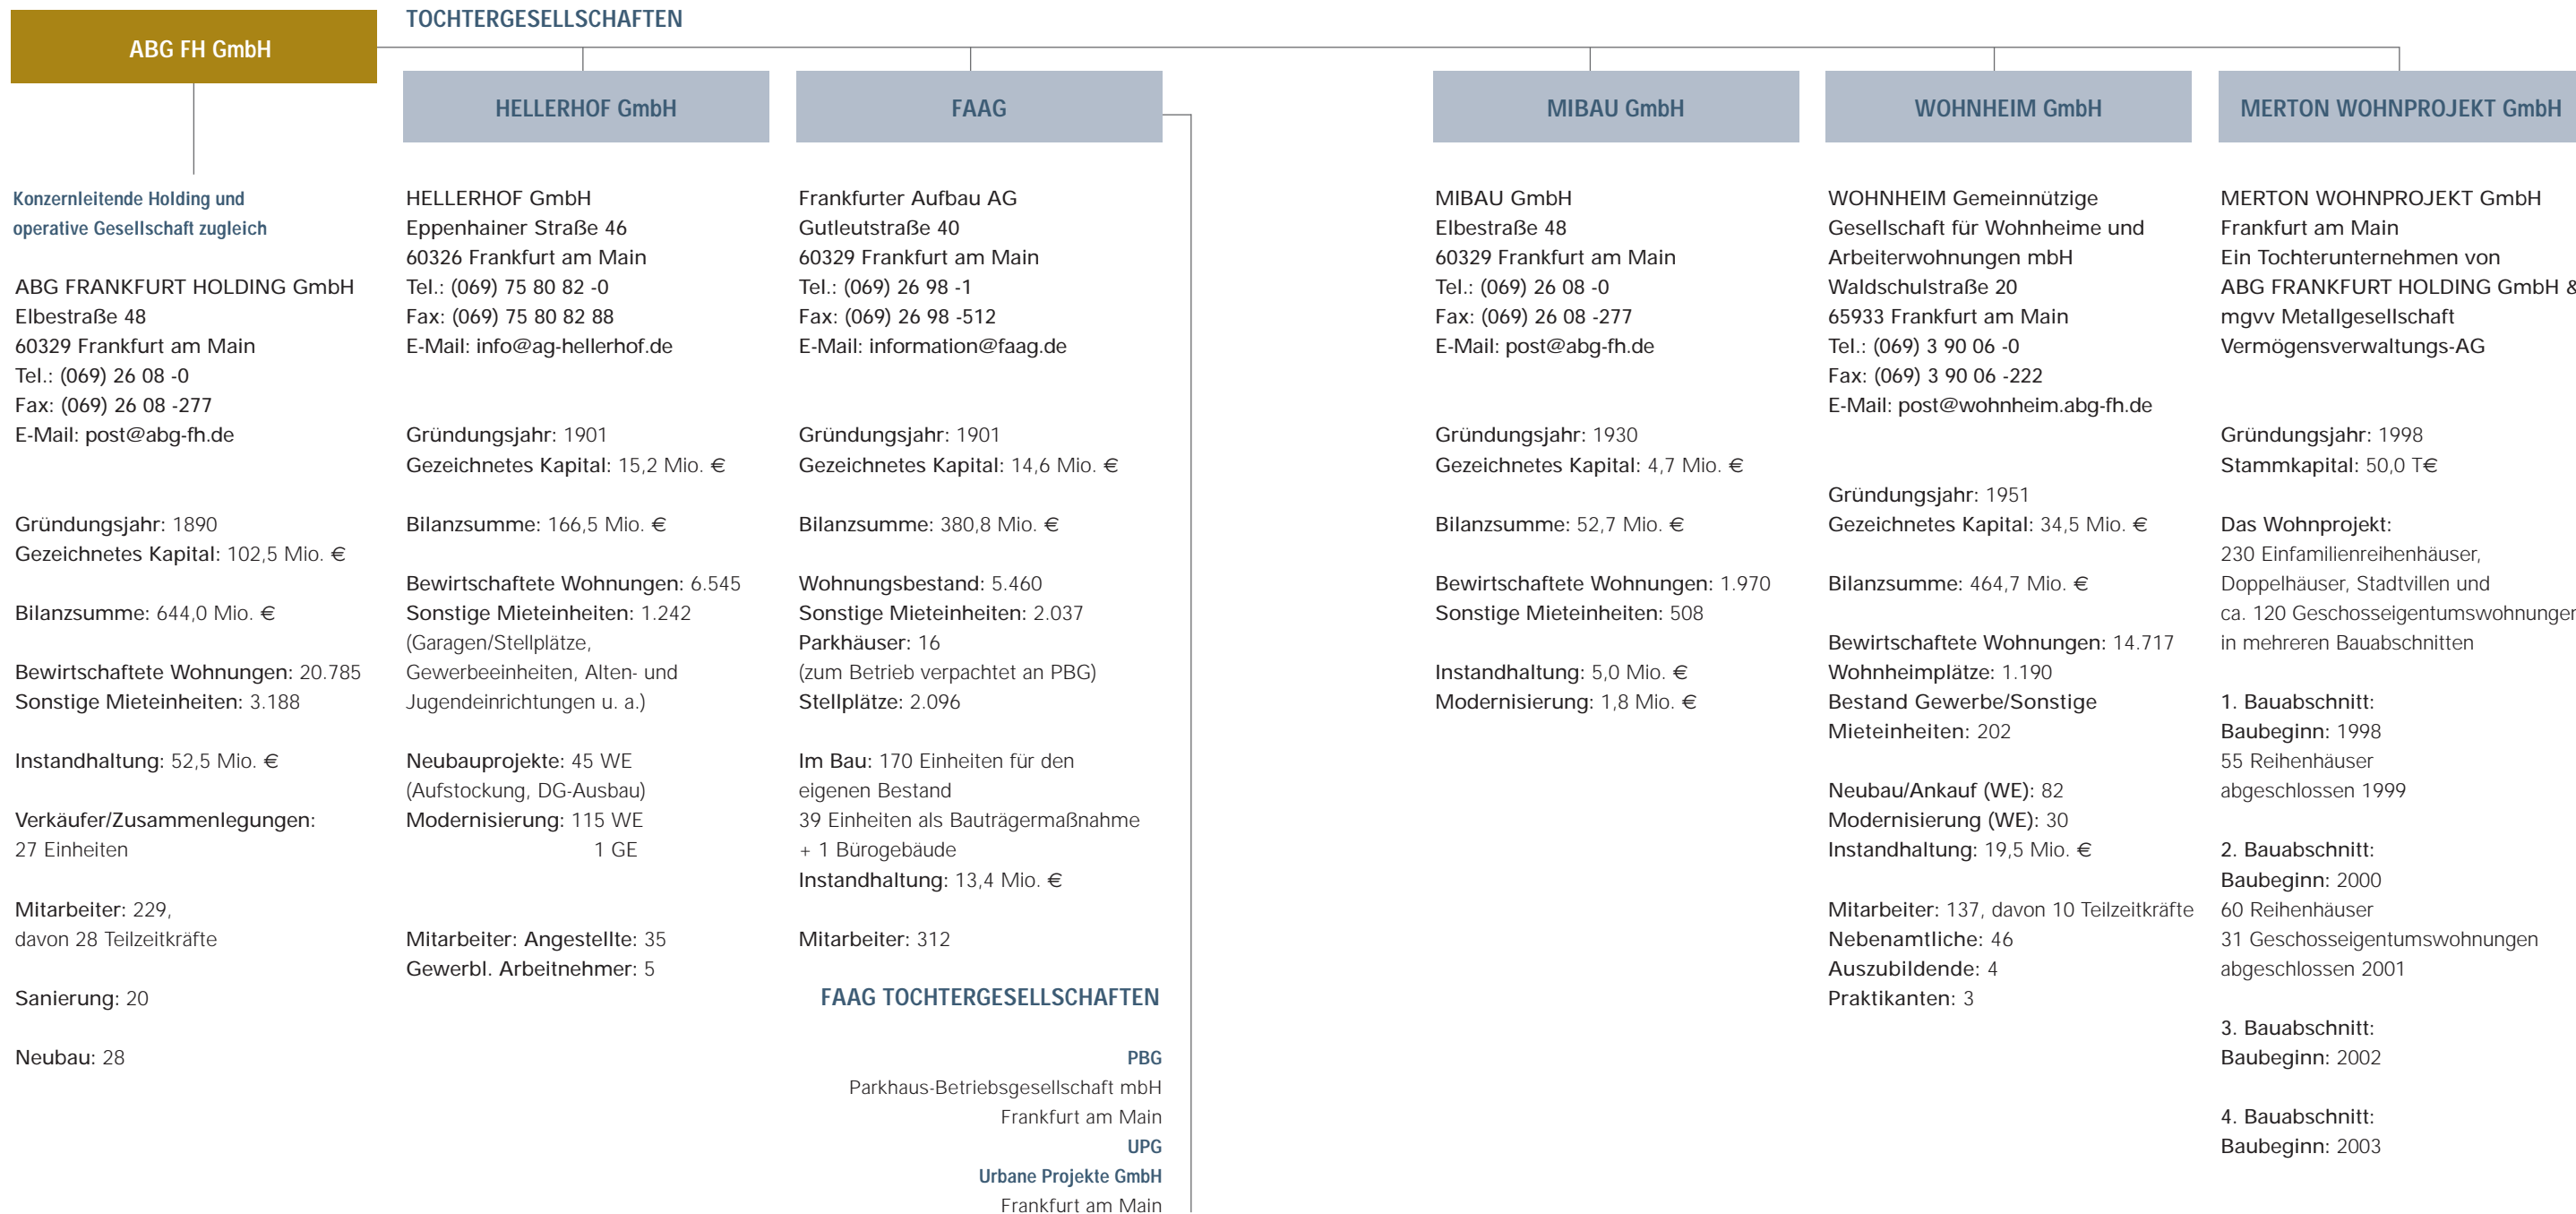 TOCHTERGESELLSCHAFTEN
ABG FH GmbH
Konzernleitende Holding und
operative Gesellschaft zugleich
ABG FRANKFURT HOLDING GmbH
Elbestraße 48
60329 Frankfurt am Main
Tel.: (069) 26 08 -0
Fax: (069) 26 08 -277
E-Mail: post@abg-fh.de
Gründungsjahr: 1890
Gezeichnetes Kapital: 102,5 Mio. €
Bilanzsumme: 644,0 Mio. €
Bewirtschaftete Wohnungen: 20.785
Sonstige Mieteinheiten: 3.188
Instandhaltung: 52,5 Mio. €
Verkäufer/Zusammenlegungen:
27 Einheiten
Mitarbeiter: 229,
davon 28 Teilzeitkräfte
Sanierung: 20
Neubau: 28
HELLERHOF GmbH
HELLERHOF GmbH
Eppenhainer Straße 46
60326 Frankfurt am Main
Tel.: (069) 75 80 82 -0
Fax: (069) 75 80 82 88
E-Mail: info@ag-hellerhof.de
Gründungsjahr: 1901
Gezeichnetes Kapital: 15,2 Mio. €
Bilanzsumme: 166,5 Mio. €
Bewirtschaftete Wohnungen: 6.545
Sonstige Mieteinheiten: 1.242
(Garagen/Stellplätze,
Gewerbeeinheiten, Alten- und
Jugendeinrichtungen u. a.)
Neubauprojekte: 45 WE
(Aufstockung, DG-Ausbau)
Modernisierung: 115 WE
1 GE
Mitarbeiter: Angestellte: 35
Gewerbl. Arbeitnehmer: 5
FAAG
Frankfurter Aufbau AG
Gutleutstraße 40
60329 Frankfurt am Main
Tel.: (069) 26 98 -1
Fax: (069) 26 98 -512
E-Mail: information@faag.de
Gründungsjahr: 1901
Gezeichnetes Kapital: 14,6 Mio. €
Bilanzsumme: 380,8 Mio. €
Wohnungsbestand: 5.460
Sonstige Mieteinheiten: 2.037
Parkhäuser: 16
(zum Betrieb verpachtet an PBG)
Stellplätze: 2.096
Im Bau: 170 Einheiten für den
eigenen Bestand
39 Einheiten als Bauträgermaßnahme
+ 1 Bürogebäude
Instandhaltung: 13,4 Mio. €
Mitarbeiter: 312
FAAG TOCHTERGESELLSCHAFTEN
PBG
Parkhaus-Betriebsgesellschaft mbH
Frankfurt am Main
UPG
Urbane Projekte GmbH
Frankfurt am Main
MIBAU GmbH
MIBAU GmbH
Elbestraße 48
60329 Frankfurt am Main
Tel.: (069) 26 08 -0
Fax: (069) 26 08 -277
E-Mail: post@abg-fh.de
Gründungsjahr: 1930
Gezeichnetes Kapital: 4,7 Mio. €
Bilanzsumme: 52,7 Mio. €
Bewirtschaftete Wohnungen: 1.970
Sonstige Mieteinheiten: 508
Instandhaltung: 5,0 Mio. €
Modernisierung: 1,8 Mio. €
WOHNHEIM GmbH
WOHNHEIM Gemeinnützige
Gesellschaft für Wohnheime und
Arbeiterwohnungen mbH
Waldschulstraße 20
65933 Frankfurt am Main
Tel.: (069) 3 90 06 -0
Fax: (069) 3 90 06 -222
E-Mail: post@wohnheim.abg-fh.de
Gründungsjahr: 1951
Gezeichnetes Kapital: 34,5 Mio. €
Bilanzsumme: 464,7 Mio. €
Bewirtschaftete Wohnungen: 14.717
Wohnheimplätze: 1.190
Bestand Gewerbe/Sonstige
Mieteinheiten: 202
Neubau/Ankauf (WE): 82
Modernisierung (WE): 30
Instandhaltung: 19,5 Mio. €
Mitarbeiter: 137, davon 10 Teilzeitkräfte
Nebenamtliche: 46
Auszubildende: 4
Praktikanten: 3
MERTON WOHNPROJEKT GmbH
MERTON WOHNPROJEKT GmbH
Frankfurt am Main
Ein Tochterunternehmen von
ABG FRANKFURT HOLDING GmbH &
mgvv Metallgesellschaft
Vermögensverwaltungs-AG
Gründungsjahr: 1998
Stammkapital: 50,0 T€
Das Wohnprojekt:
230 Einfamilienreihenhäuser,
Doppelhäuser, Stadtvillen und
ca. 120 Geschosseigentumswohnungen
in mehreren Bauabschnitten
1. Bauabschnitt:
Baubeginn: 1998
55 Reihenhäuser
abgeschlossen 1999
2. Bauabschnitt:
Baubeginn: 2000
60 Reihenhäuser
31 Geschosseigentumswohnungen
abgeschlossen 2001
3. Bauabschnitt:
Baubeginn: 2002
4. Bauabschnitt:
Baubeginn: 2003